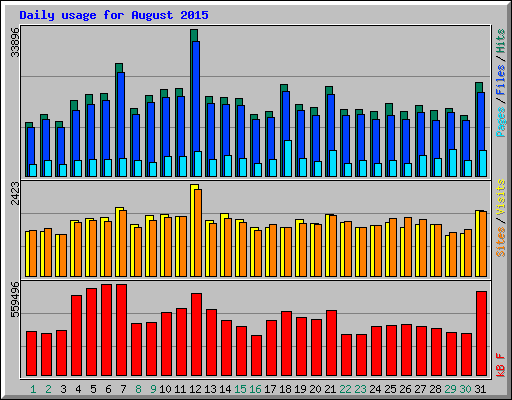 Daily usage for August 2015
33896
Pages / Files / Hits
2423
Sites / Visits
559496
kB F
1 2 3 4 5 6 7 8 9 10 11 12 13 14 15 16 17 18 19 20 21 22 23 24 25 26 27 28 29 30 31